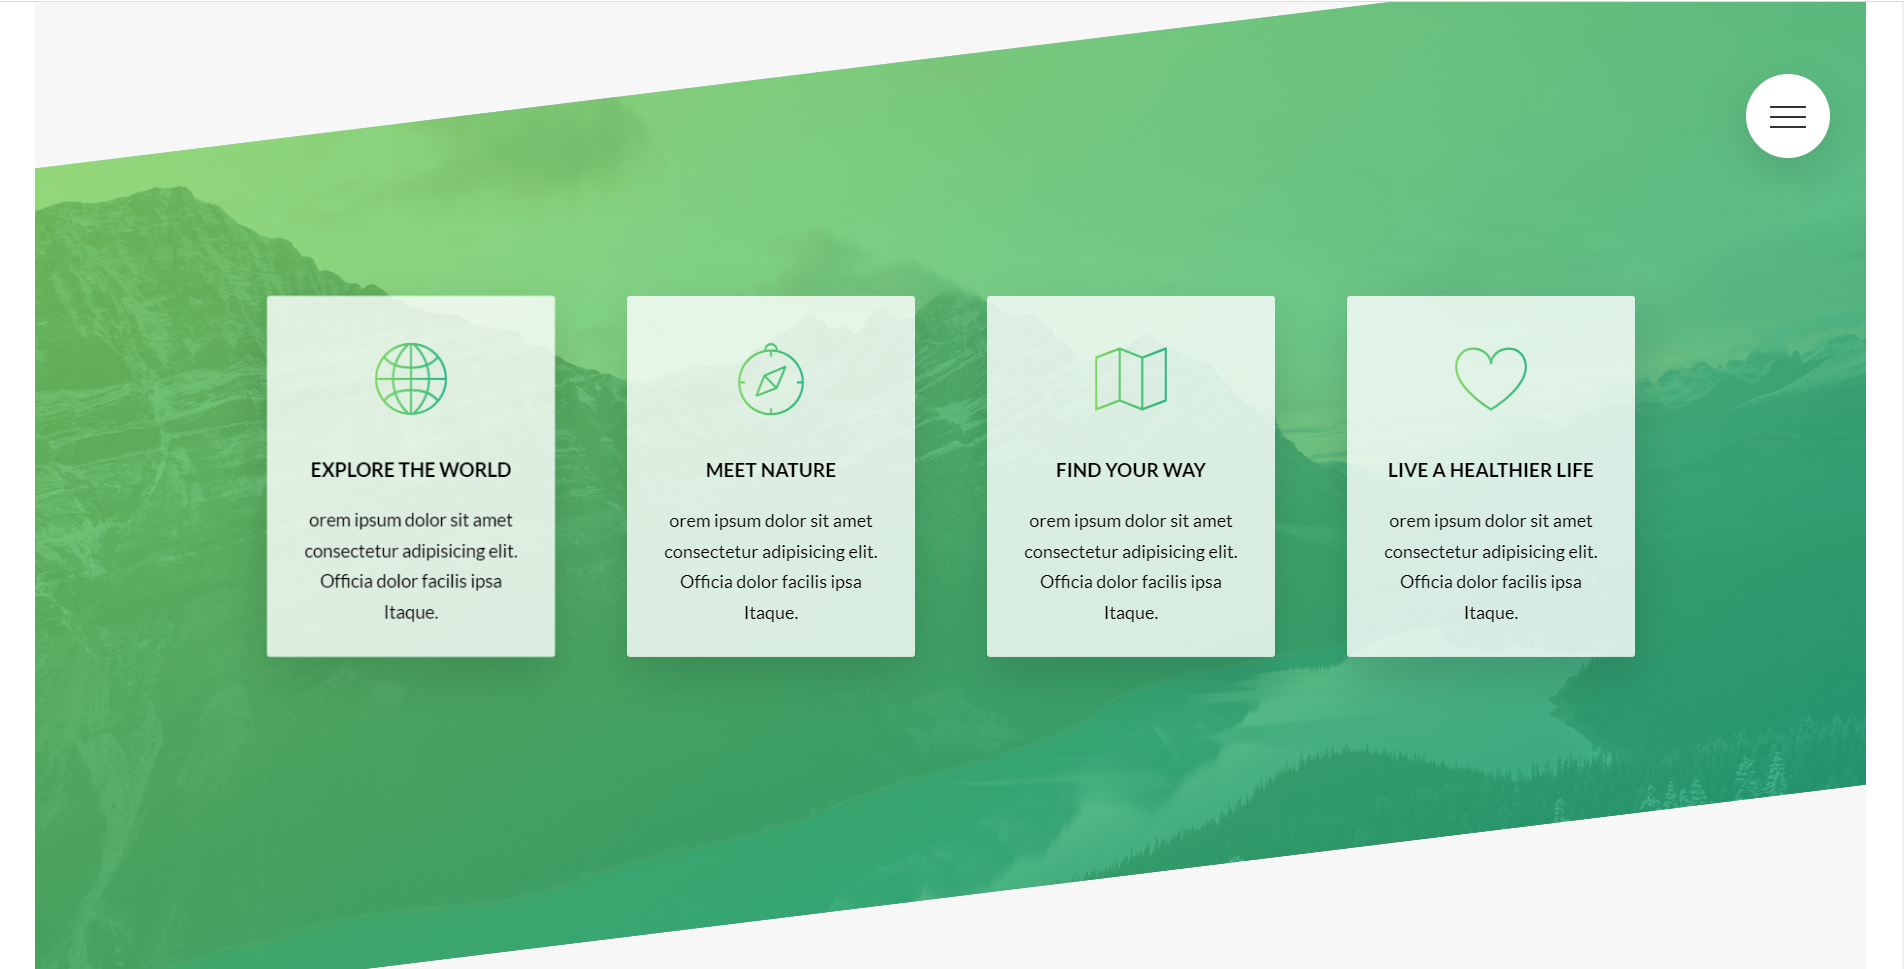 EXPLORE THE WORLD
orem ipsum dolor sit amet
consectetur adipisicing elit.
Officia dolor facilis ipsa
Itaque.
MEET NATURE
orem ipsum dolor sit amet
consectetur adipisicing elit.
Officia dolor facilis ipsa
Itaque.
FIND YOUR WAY
orem ipsum dolor sit amet
consectetur adipisicing elit.
Officia dolor facilis ipsa
Itaque.
LIVE A HEALTHIER LIFE
orem ipsum dolor sit amet
consectetur adipisicing elit.
Officia dolor facilis ipsa
Itaque.